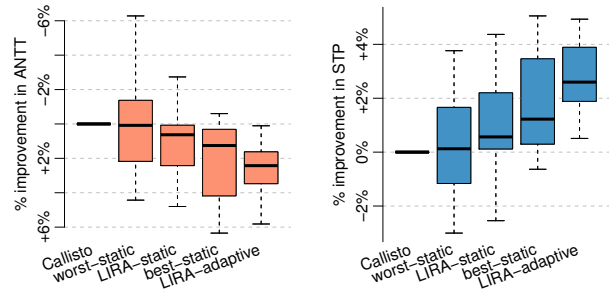 % improvement in ANTT
−6%
−2%
+2%
+6%
Callisto
worst−static
LIRA−static
best−static
LIRA−adaptive
% improvement in STP
+4%
+2%
0%
−2%
Callisto
worst−static
LIRA−static
best−static
LIRA−adaptive